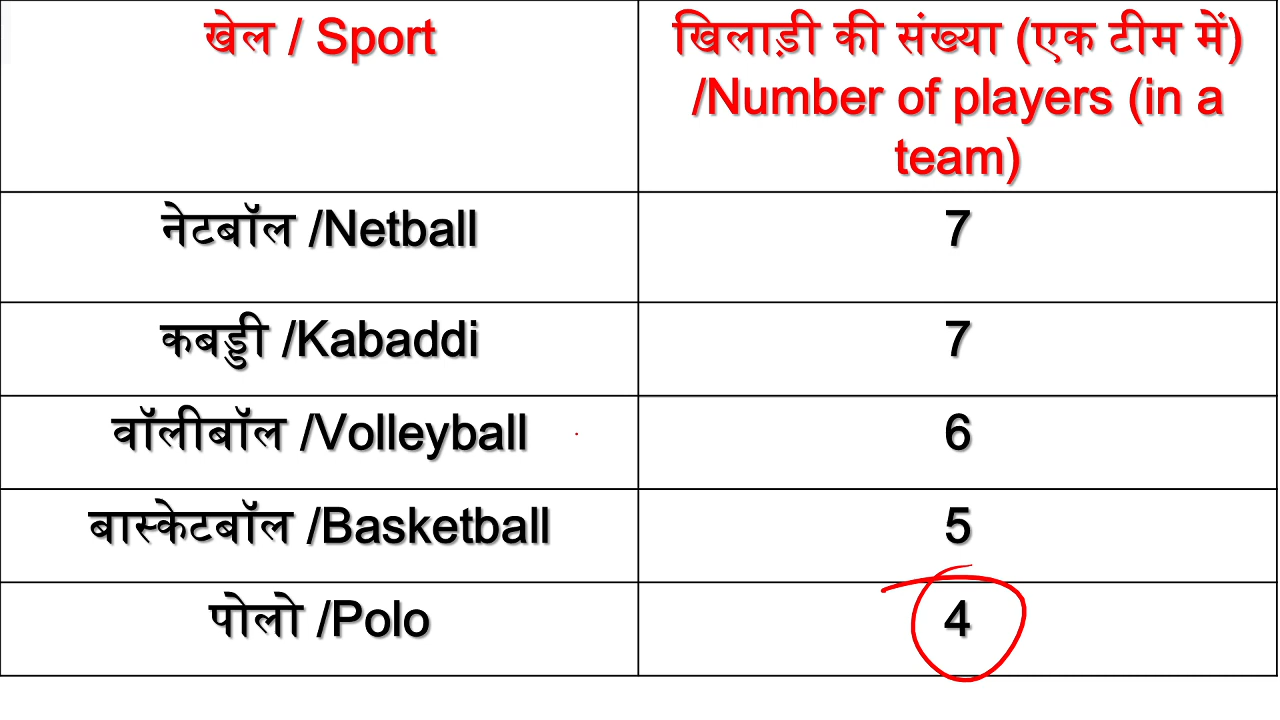 खेल / Sport
खिलाड़ी की संख्या (एक टीम में)
/Number of players (in a
team)
नेटबॉल /Netball
7
कबड्डी /Kabaddi
7
वॉलीबॉल /Volleyball
6
बास्केटबॉल /Basketball
5
पोलो /Polo
4